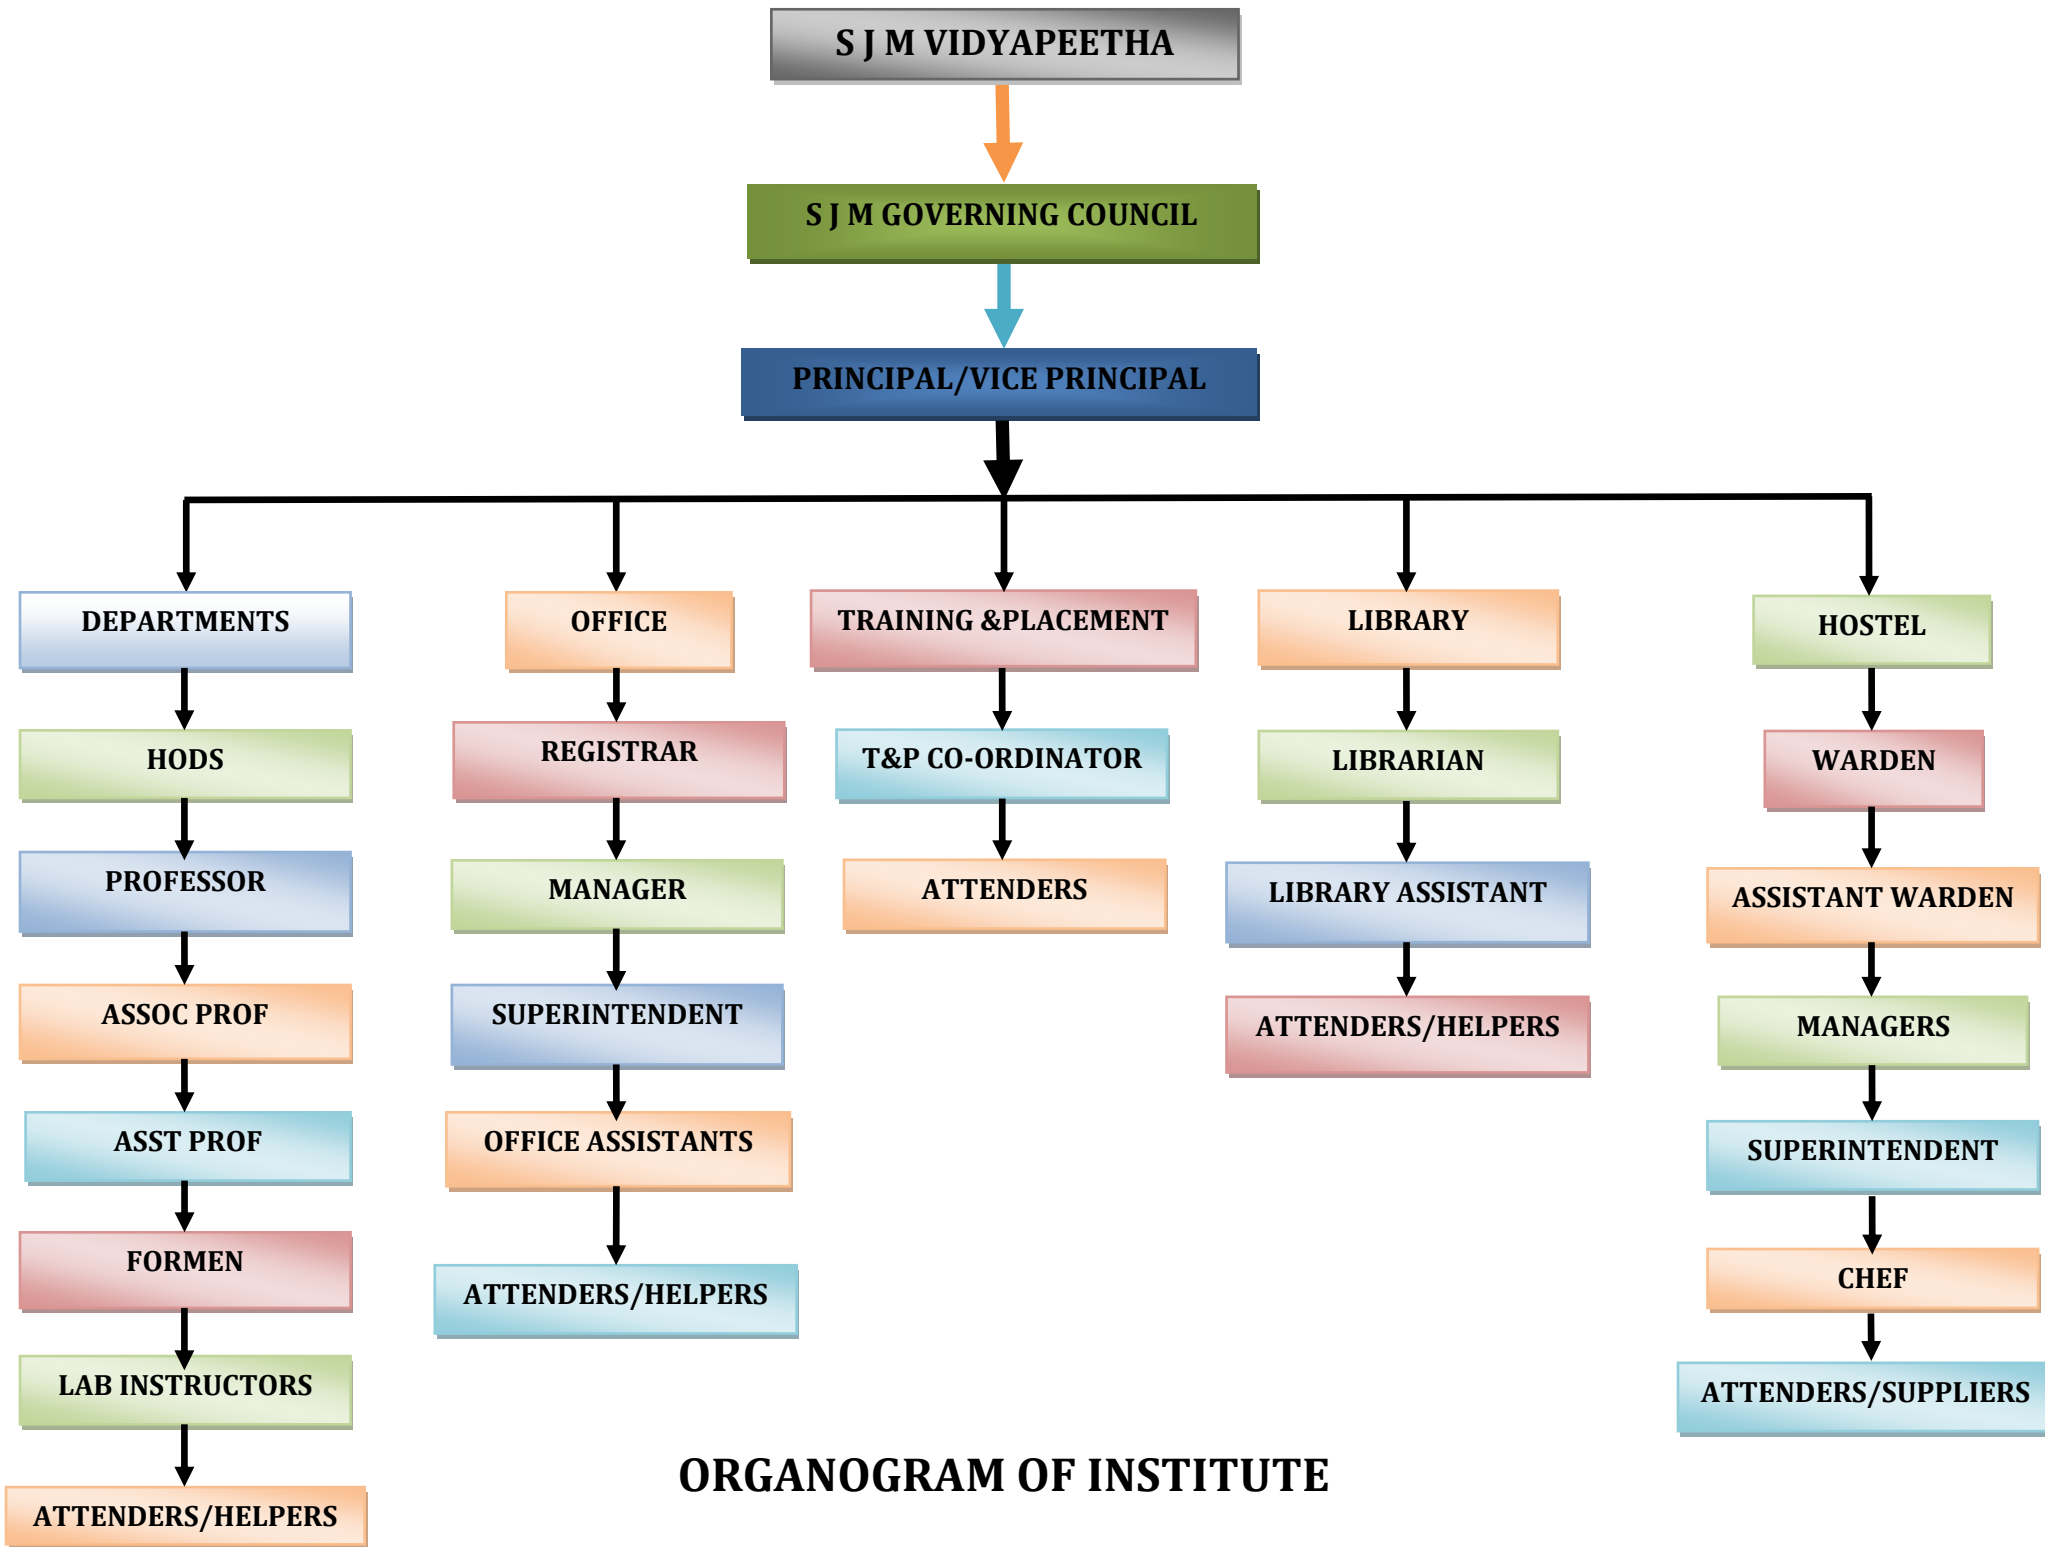 S J M VIDYAPEETHA
S J M GOVERNING COUNCIL
PRINCIPAL/VICE PRINCIPAL
DEPARTMENTS
HODS
PROFESSOR
ASSOC PROF
ASST PROF
FORMEN
LAB INSTRUCTORS
ATTENDERS/HELPERS
OFFICE
REGISTRAR
MANAGER
SUPERINTENDENT
OFFICE ASSISTANTS
ATTENDERS/HELPERS
TRAINING &PLACEMENT
T&P CO-ORDINATOR
ATTENDERS
LIBRARY
LIBRARIAN
LIBRARY ASSISTANT
ATTENDERS/HELPERS
HOSTEL
WARDEN
ASSISTANT WARDEN
MANAGERS
SUPERINTENDENT
CHEF
ATTENDERS/SUPPLIERS
ORGANOGRAM OF INSTITUTE